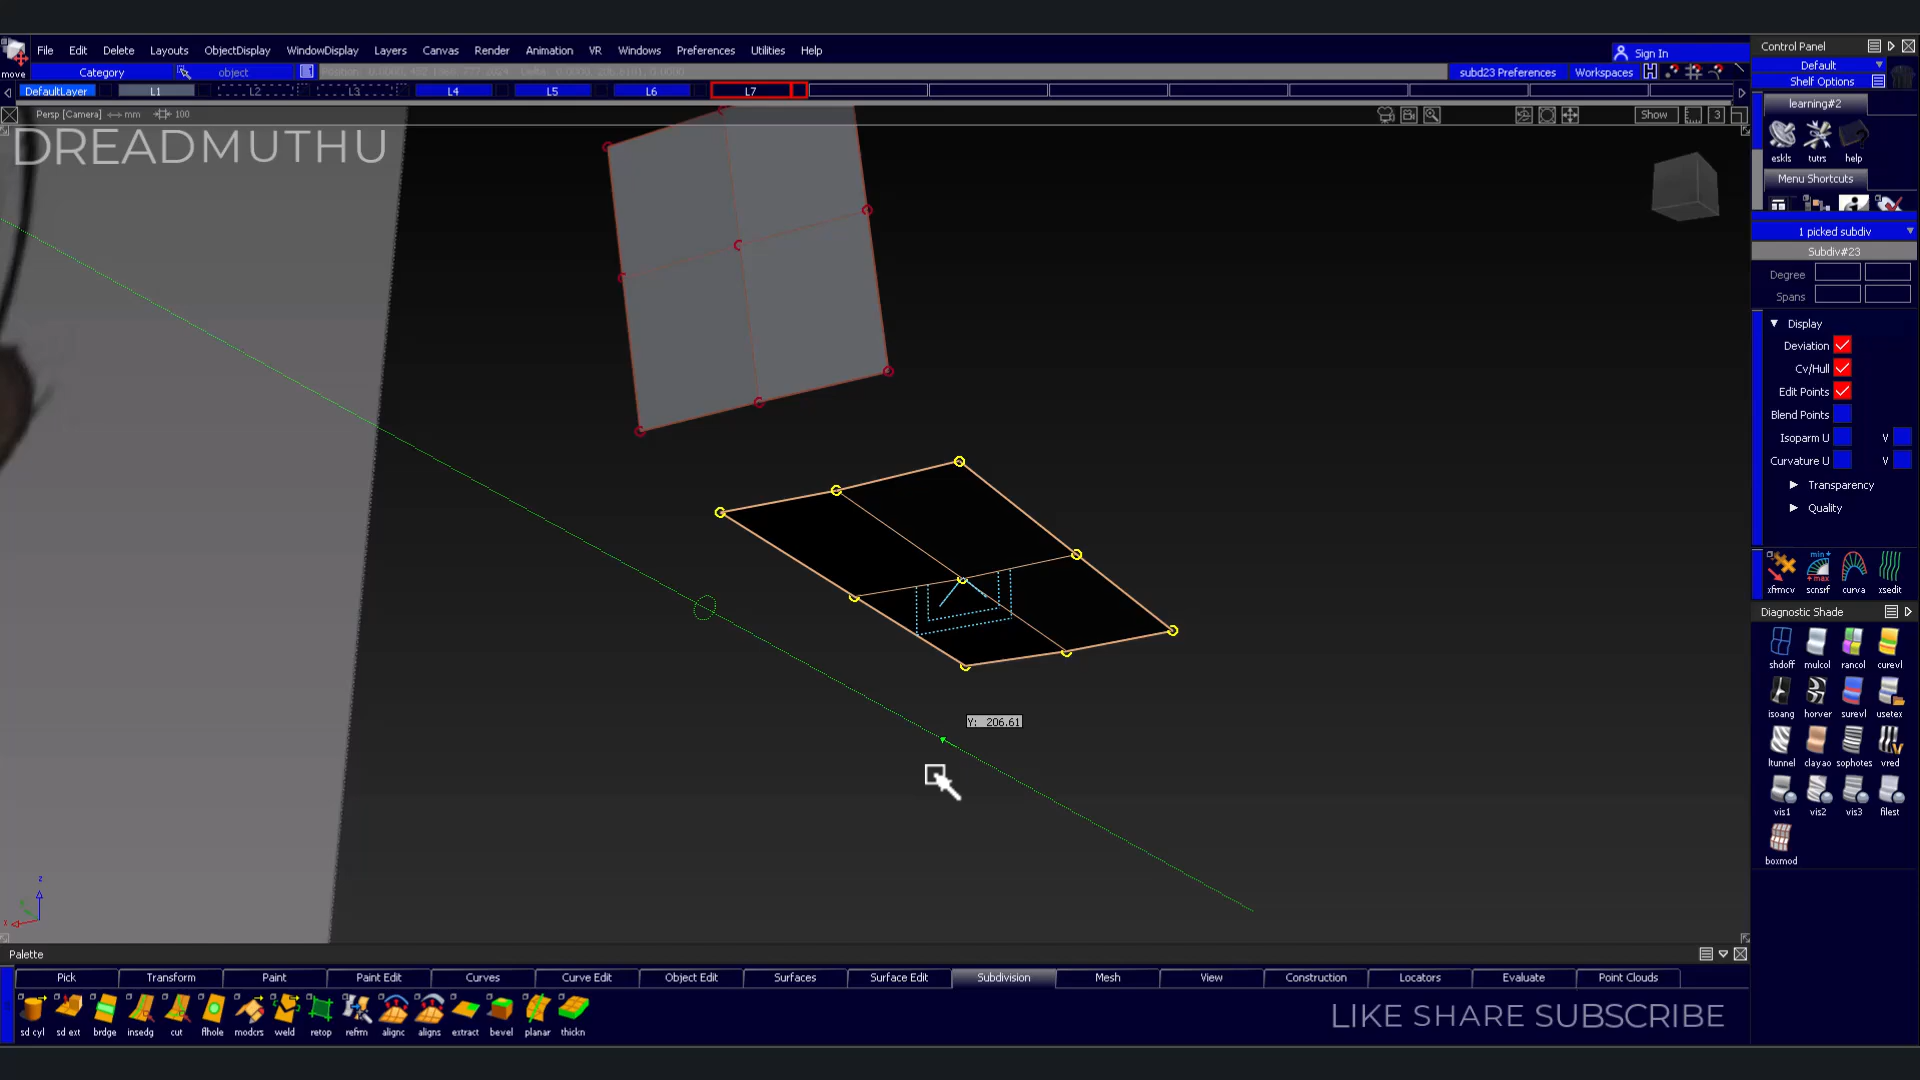 File Edit Delete Layouts ObjectDisplay WindowDisplay Layers Canvas Render Animation VR Windows Preferences Utilities Help
Sign In
Control Panel
move
Category
object
subd23 Preferences
Workspaces
Default
Shelf Options
DefaultLayer L1 L2 L3 L4 L5 L6 L7
Persp [Camera] mm 100
Show
3
learning#2
DREADMUTHU
eskls tutrs help
Menu Shortcuts
1 picked subdiv
Subdiv#23
Degree
Spans
Display
Deviation
Cv/Hull
Edit Points
Blend Points
Isoparm U V
Curvature U V
Transparency
Quality
xfrmcv scnsrf curva xsedit
Diagnostic Shade
shdoff mulcol rancol curevl
isoang horver surevl usetex
ltunnel clayao sophotes vred
vis1 vis2 vis3 filest
boxmod
Y: 206.61
z
x
Palette
Pick Transform Paint Paint Edit Curves Curve Edit Object Edit Surfaces Surface Edit Subdivision Mesh View Construction Locators Evaluate Point Clouds
sd cyl sd ext brdge insedg cut flhole modcrs weld retop refrm alignc aligns extract bevel planar thickn
LIKE SHARE SUBSCRIBE